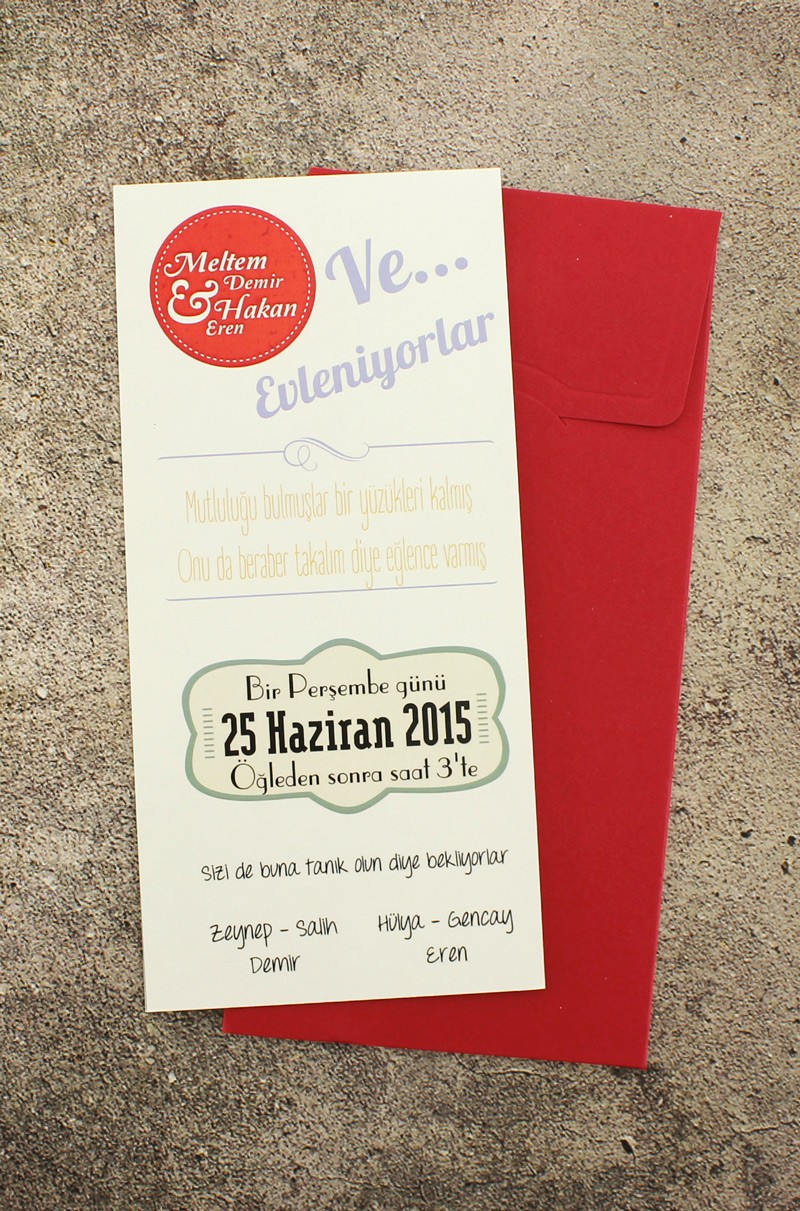 Meltem
Demir
& Hakan
Eren
Ve...
Evleniyorlar
Mutluluğu bulmuşlar bir yüzükleri kalmış
Onu da beraber takalım diye eğlence varmış
Bir Perşembe günü
25 Haziran 2015
Öğleden sonra saat 3'te
Sizi de buna tanık olun diye bekliyorlar
Zeynep - Salih
Demir
Hülya - Gencay
Eren